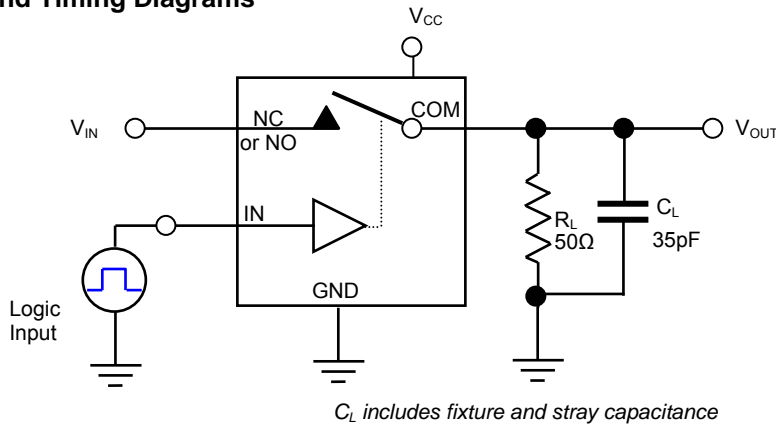 nd Timing Diagrams
VCC
VIN
NC
or NO
COM
VOUT
IN
RL
50Ω
CL
35pF
GND
Logic
Input
CL includes fixture and stray capacitance